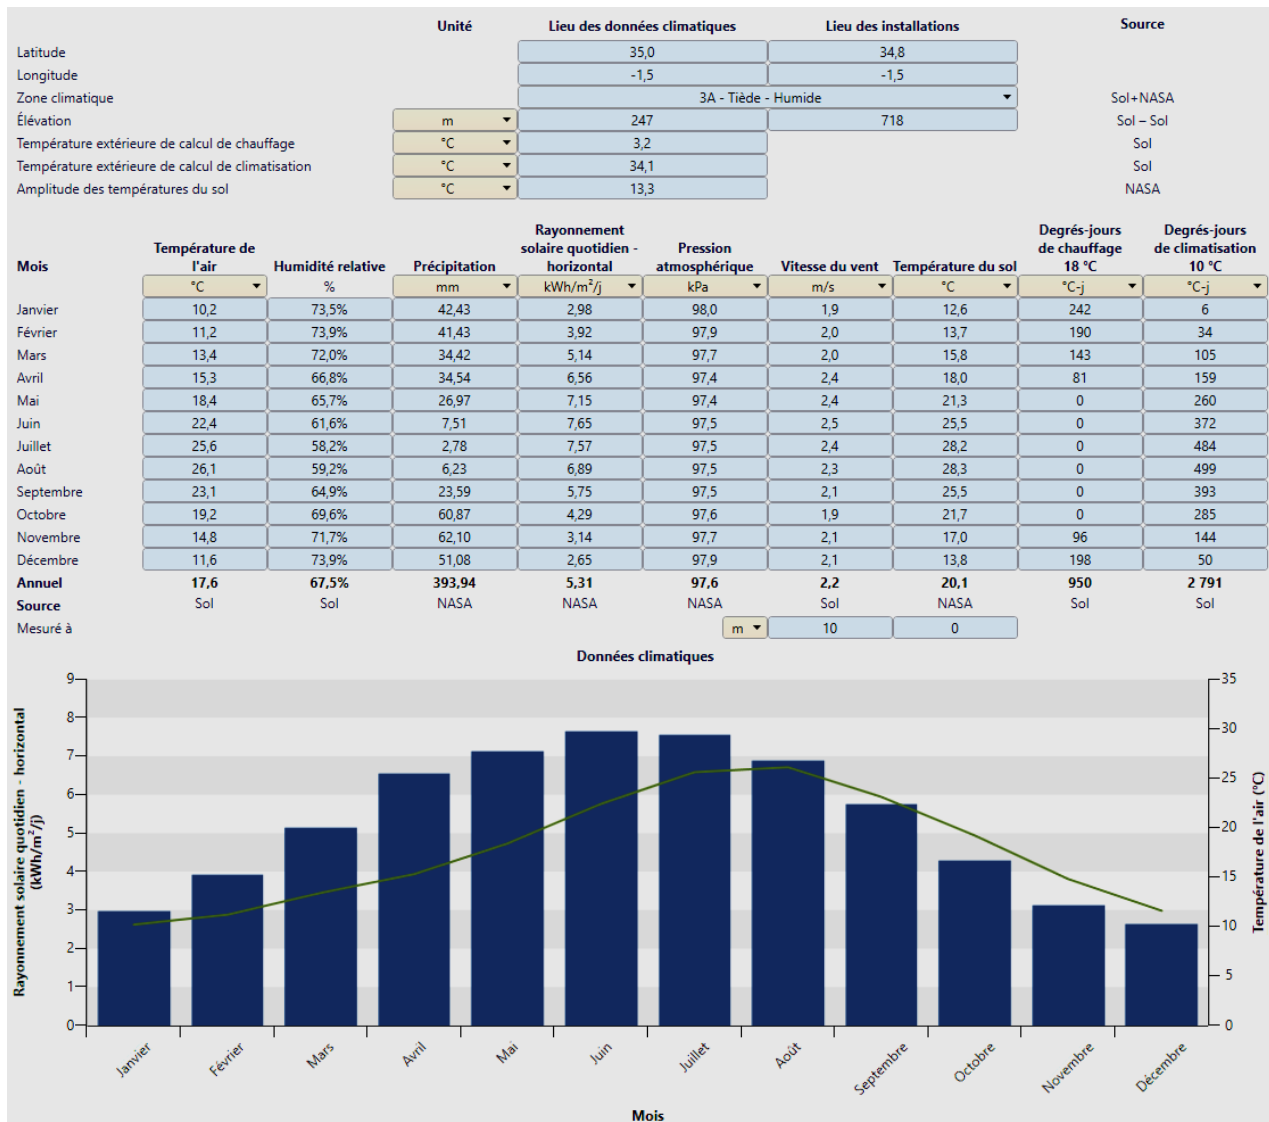 Unité Lieu des données climatiques Lieu des installations Source
Latitude 35,0 34,8
Longitude -1,5 -1,5
Zone climatique 3A - Tiède - Humide Sol+NASA
Élévation m 247 718 Sol – Sol
Température extérieure de calcul de chauffage °C 3,2 Sol
Température extérieure de calcul de climatisation °C 34,1 Sol
Amplitude des températures du sol °C 13,3 NASA
Rayonnement Degrés-jours Degrés-jours
Température de solaire quotidien - Pression de chauffage de climatisation
Mois l'air Humidité relative Précipitation horizontal atmosphérique Vitesse du vent Température du sol 18 °C 10 °C
°C % mm kWh/m²/j kPa m/s °C °C-j °C-j
Janvier 10,2 73,5% 42,43 2,98 98,0 1,9 12,6 242 6
Février 11,2 73,9% 41,43 3,92 97,9 2,0 13,7 190 34
Mars 13,4 72,0% 34,42 5,14 97,7 2,0 15,8 143 105
Avril 15,3 66,8% 34,54 6,56 97,4 2,4 18,0 81 159
Mai 18,4 65,7% 26,97 7,15 97,4 2,4 21,3 0 260
Juin 22,4 61,6% 7,51 7,65 97,5 2,5 25,5 0 372
Juillet 25,6 58,2% 2,78 7,57 97,5 2,4 28,2 0 484
Août 26,1 59,2% 6,23 6,89 97,5 2,3 28,3 0 499
Septembre 23,1 64,9% 23,59 5,75 97,5 2,1 25,5 0 393
Octobre 19,2 69,6% 60,87 4,29 97,6 1,9 21,7 0 285
Novembre 14,8 71,7% 62,10 3,14 97,7 2,1 17,0 96 144
Décembre 11,6 73,9% 51,08 2,65 97,9 2,1 13,8 198 50
Annuel 17,6 67,5% 393,94 5,31 97,6 2,2 20,1 950 2 791
Source Sol Sol NASA NASA NASA Sol NASA Sol Sol
Mesuré à m 10 0
Données climatiques
Rayonnement solaire quotidien - horizontal
(kWh/m²/j)
9
8
7
6
5
4
3
2
1
0
35
30
25
20
15
10
5
0
Température de l'air (°C)
Janvier Février Mars Avril Mai Juin Juillet Août Septembre Octobre Novembre Décembre
Mois